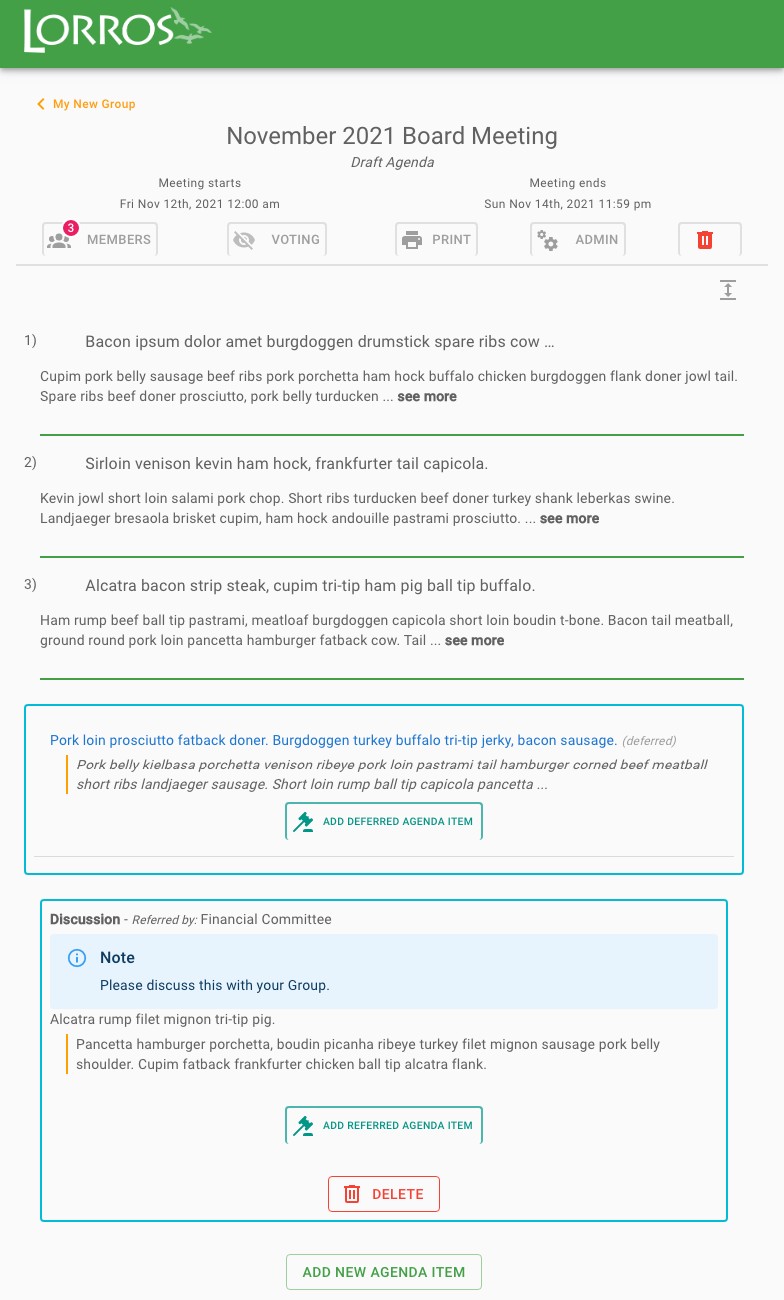 LORROS
My New Group
November 2021 Board Meeting
Draft Agenda
Meeting starts
Meeting ends
Fri Nov 12th, 2021 12:00 am
Sun Nov 14th, 2021 11:59 pm
3
MEMBERS
VOTING
PRINT
ADMIN
1) Bacon ipsum dolor amet burgdoggen drumstick spare ribs cow ...
Cupim pork belly sausage beef ribs pork porchetta ham hock buffalo chicken burgdoggen flank doner jowl tail.
Spare ribs beef doner prosciutto, pork belly turducken ... see more
2) Sirloin venison kevin ham hock, frankfurter tail capicola.
Kevin jowl short loin salami pork chop. Short ribs turducken beef doner turkey shank leberkas swine.
Landjaeger bresaola brisket cupim, ham hock andouille pastrami prosciutto. ... see more
3) Alcatra bacon strip steak, cupim tri-tip ham pig ball tip buffalo.
Ham rump beef ball tip pastrami, meatloaf burgdoggen capicola short loin boudin t-bone. Bacon tail meatball,
ground round pork loin pancetta hamburger fatback cow. Tail ... see more
Pork loin prosciutto fatback doner. Burgdoggen turkey buffalo tri-tip jerky, bacon sausage. (deferred)
Pork belly kielbasa porchetta venison ribeye pork loin pastrami tail hamburger corned beef meatball
short ribs landjaeger sausage. Short loin rump ball tip capicola pancetta ...
ADD DEFERRED AGENDA ITEM
Discussion - Referred by: Financial Committee
Note
Please discuss this with your Group.
Alcatra rump filet mignon tri-tip pig.
Pancetta hamburger porchetta, boudin picanha ribeye turkey filet mignon sausage pork belly
shoulder. Cupim fatback frankfurter chicken ball tip alcatra flank.
ADD REFERRED AGENDA ITEM
DELETE
ADD NEW AGENDA ITEM